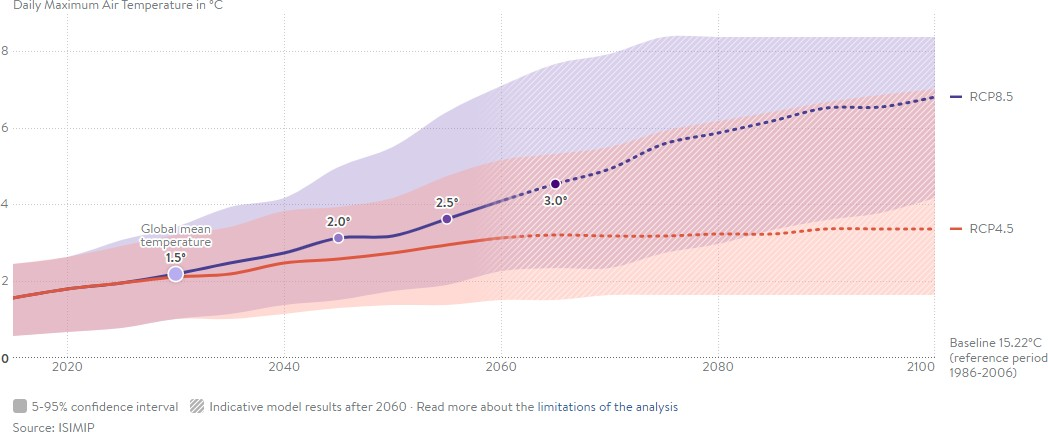 Daily Maximum Air Temperature in °C
8
6
4
2
0
Global mean
temperature
1.5°
2.0°
2.5°
3.0°
RCP8.5
RCP4.5
2020
2040
2060
2080
2100
Baseline 15.22°C
(reference period
1986-2006)
5-95% confidence interval
Indicative model results after 2060 · Read more about the limitations of the analysis
Source: ISIMIP